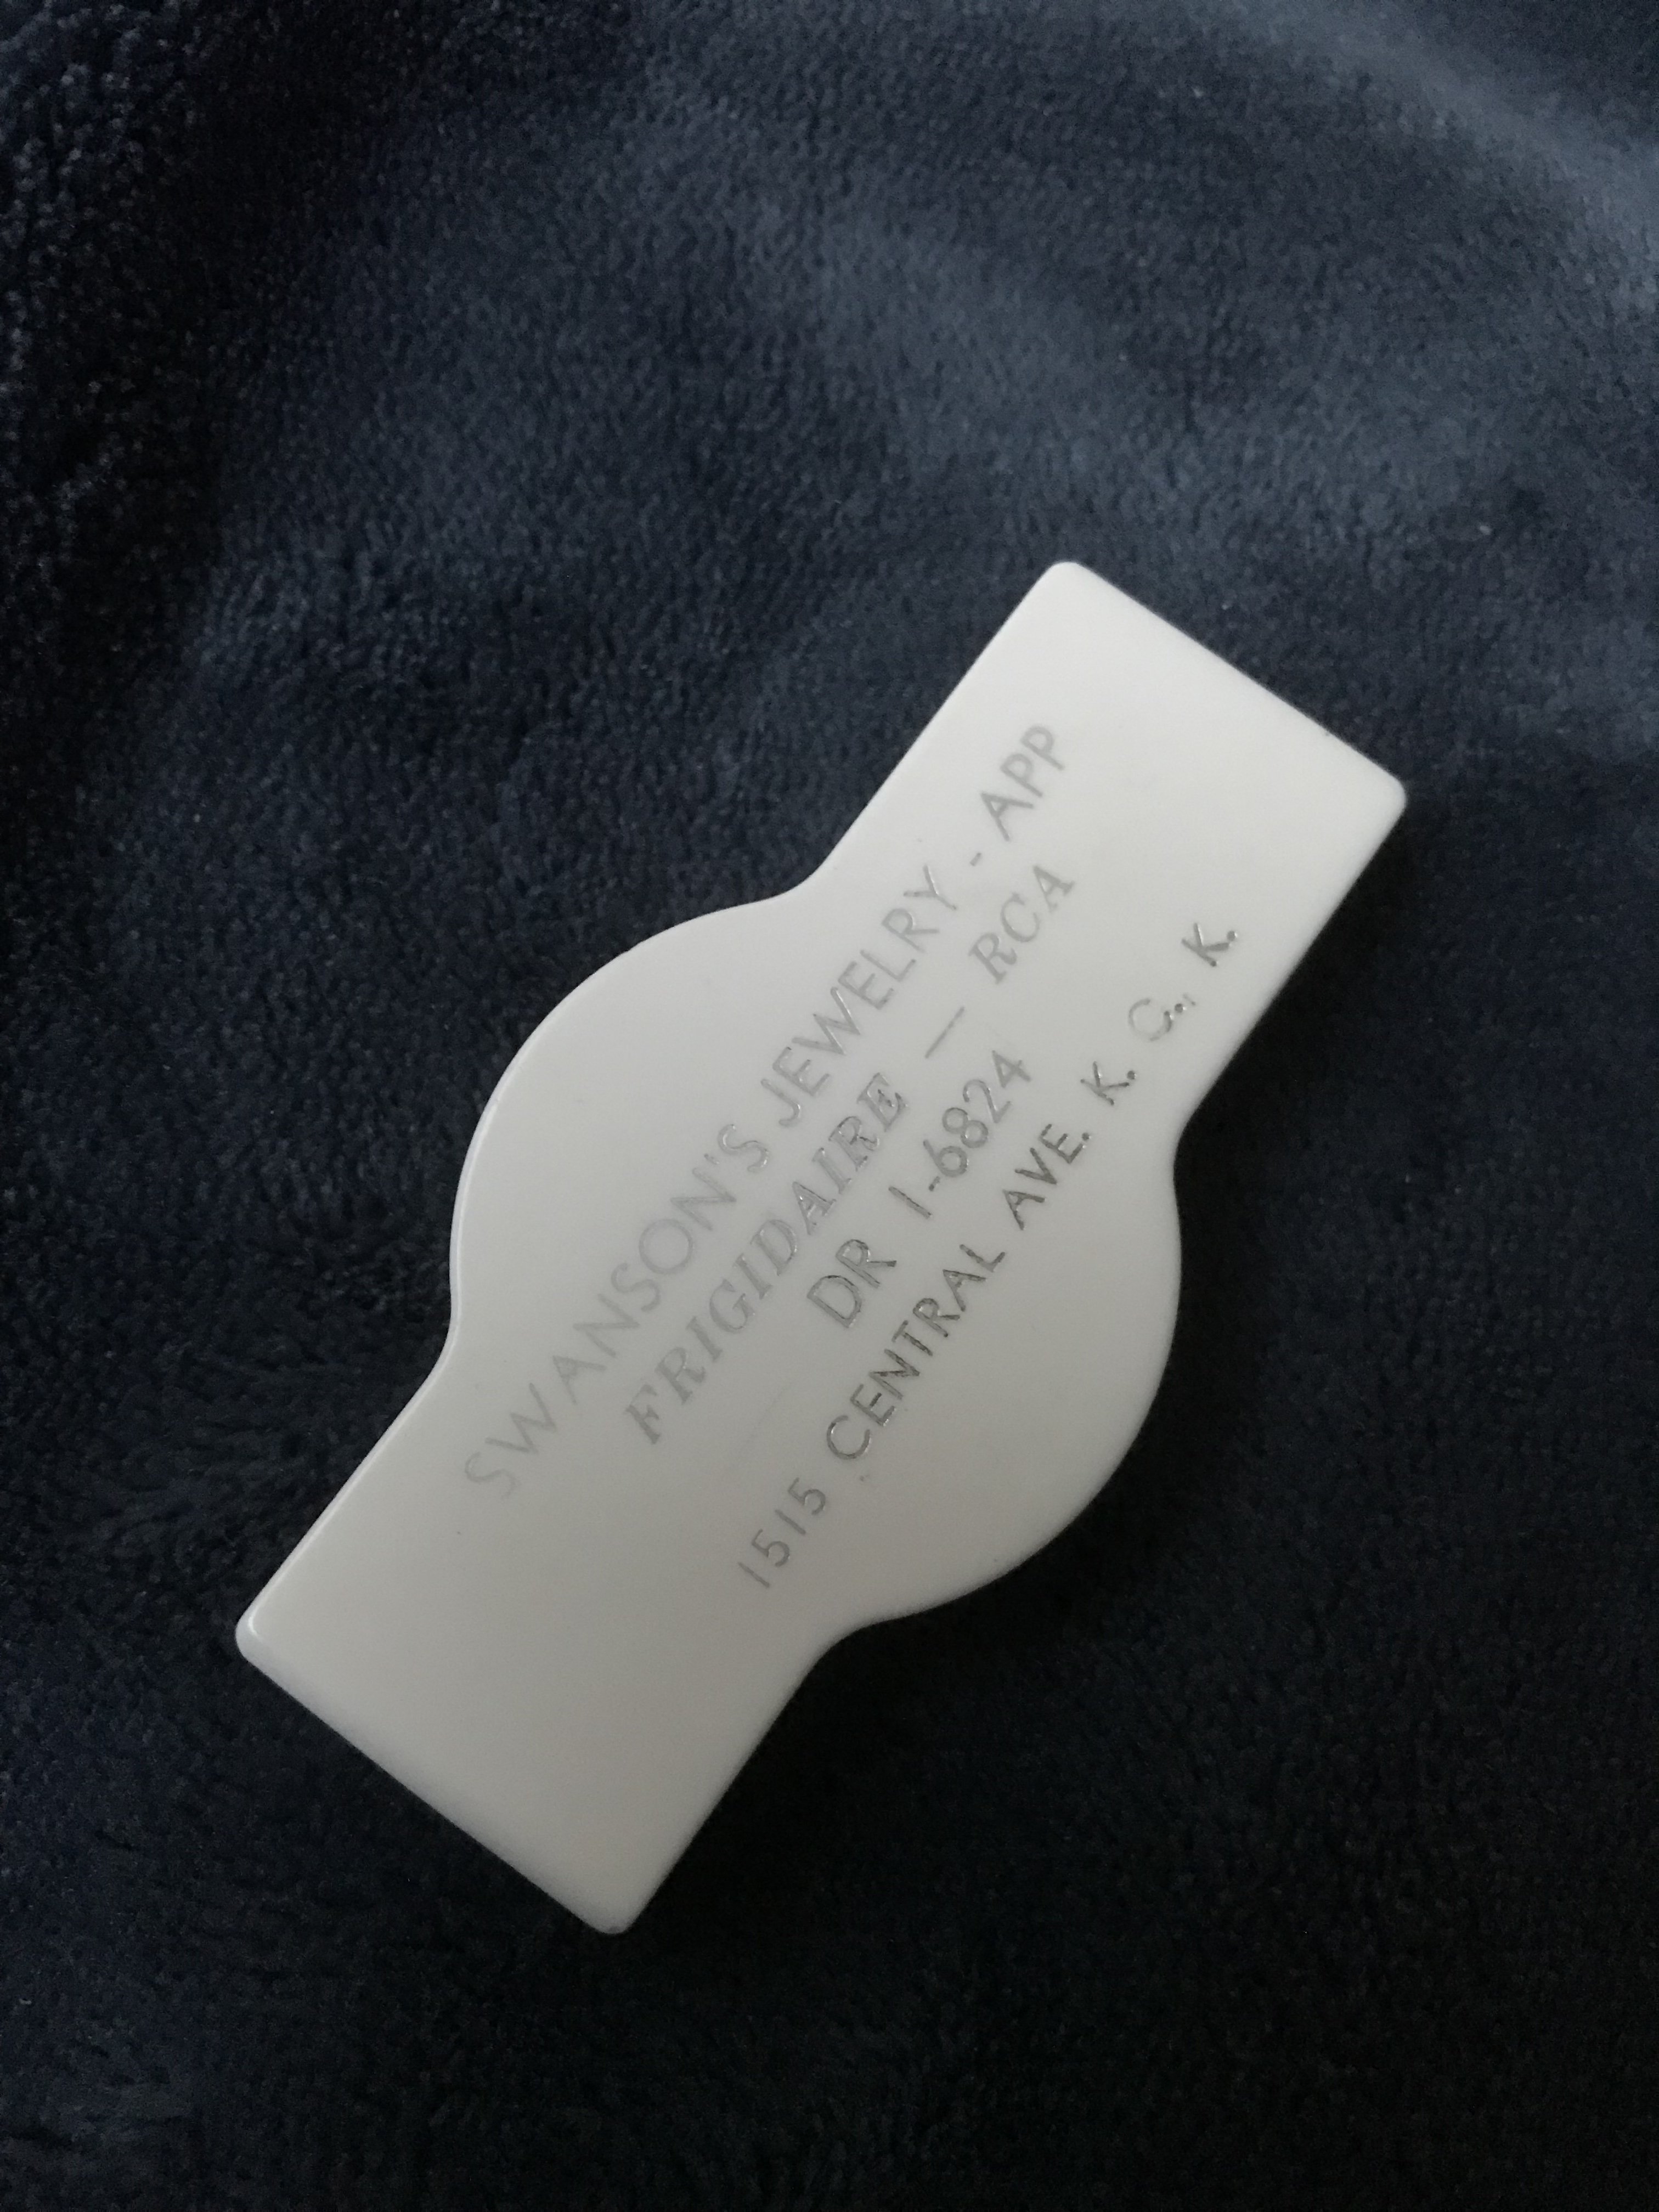 SWANSON'S JEWELRY - APP
FRIGIDAIRE — RCA
DR 1-6824
1515 CENTRAL AVE. K. C., K.